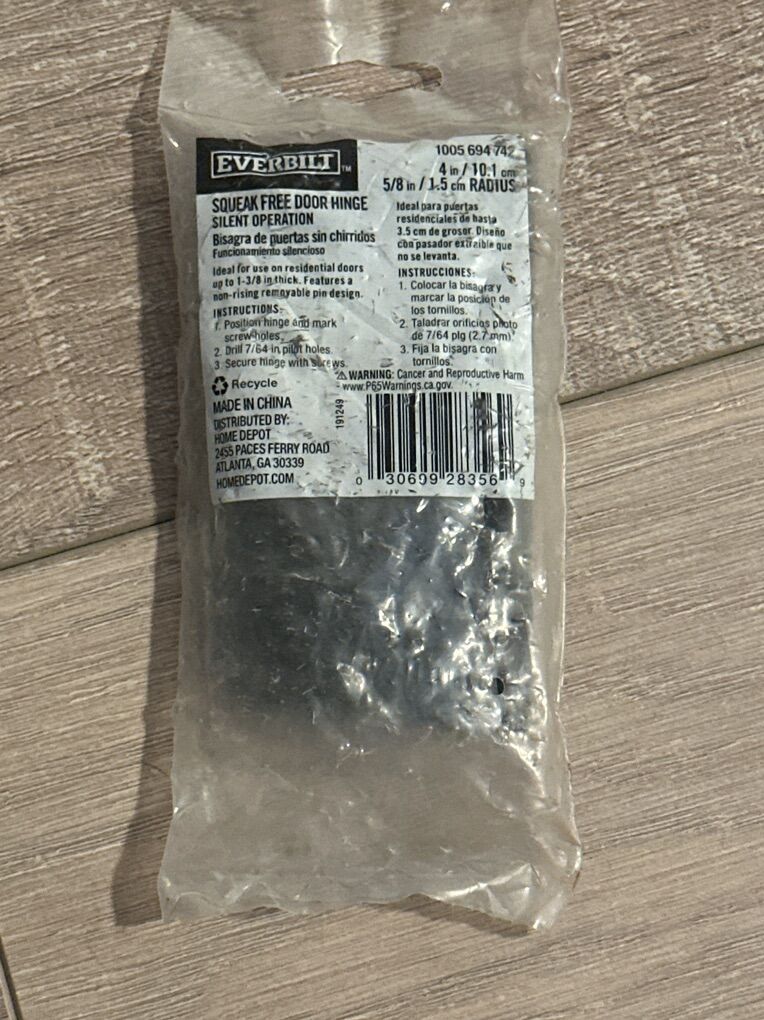 EVERBILT™
1005 694 742
4 in / 10.1 cm
5/8 in / 1.5 cm RADIUS
SQUEAK FREE DOOR HINGE
SILENT OPERATION
Bisagra de puertas sin chirridos
Funcionamiento silencioso
Ideal for use on residential doors
up to 1-3/8 in thick. Features a
non-rising removable pin design.
INSTRUCTIONS:
1. Position hinge and mark
screw holes.
2. Drill 7/64 in pilot holes.
3. Secure hinge with screws.
Ideal para puertas
residenciales de hasta
3.5 cm de grosor. Diseño
con pasador extraíble que
no se levanta.
INSTRUCCIONES:
1. Colocar la bisagra y
marcar la posición de
los tornillos.
2. Taladrar orificios piloto
de 7/64 plg (2.7 mm).
3. Fija la bisagra con
tornillos.
⚠ WARNING: Cancer and Reproductive Harm
- www.P65Warnings.ca.gov.
Recycle
MADE IN CHINA
DISTRIBUTED BY:
HOME DEPOT
2455 PACES FERRY ROAD
ATLANTA, GA 30339
HOMEDEPOT.COM
191249
0 30699 28356 9